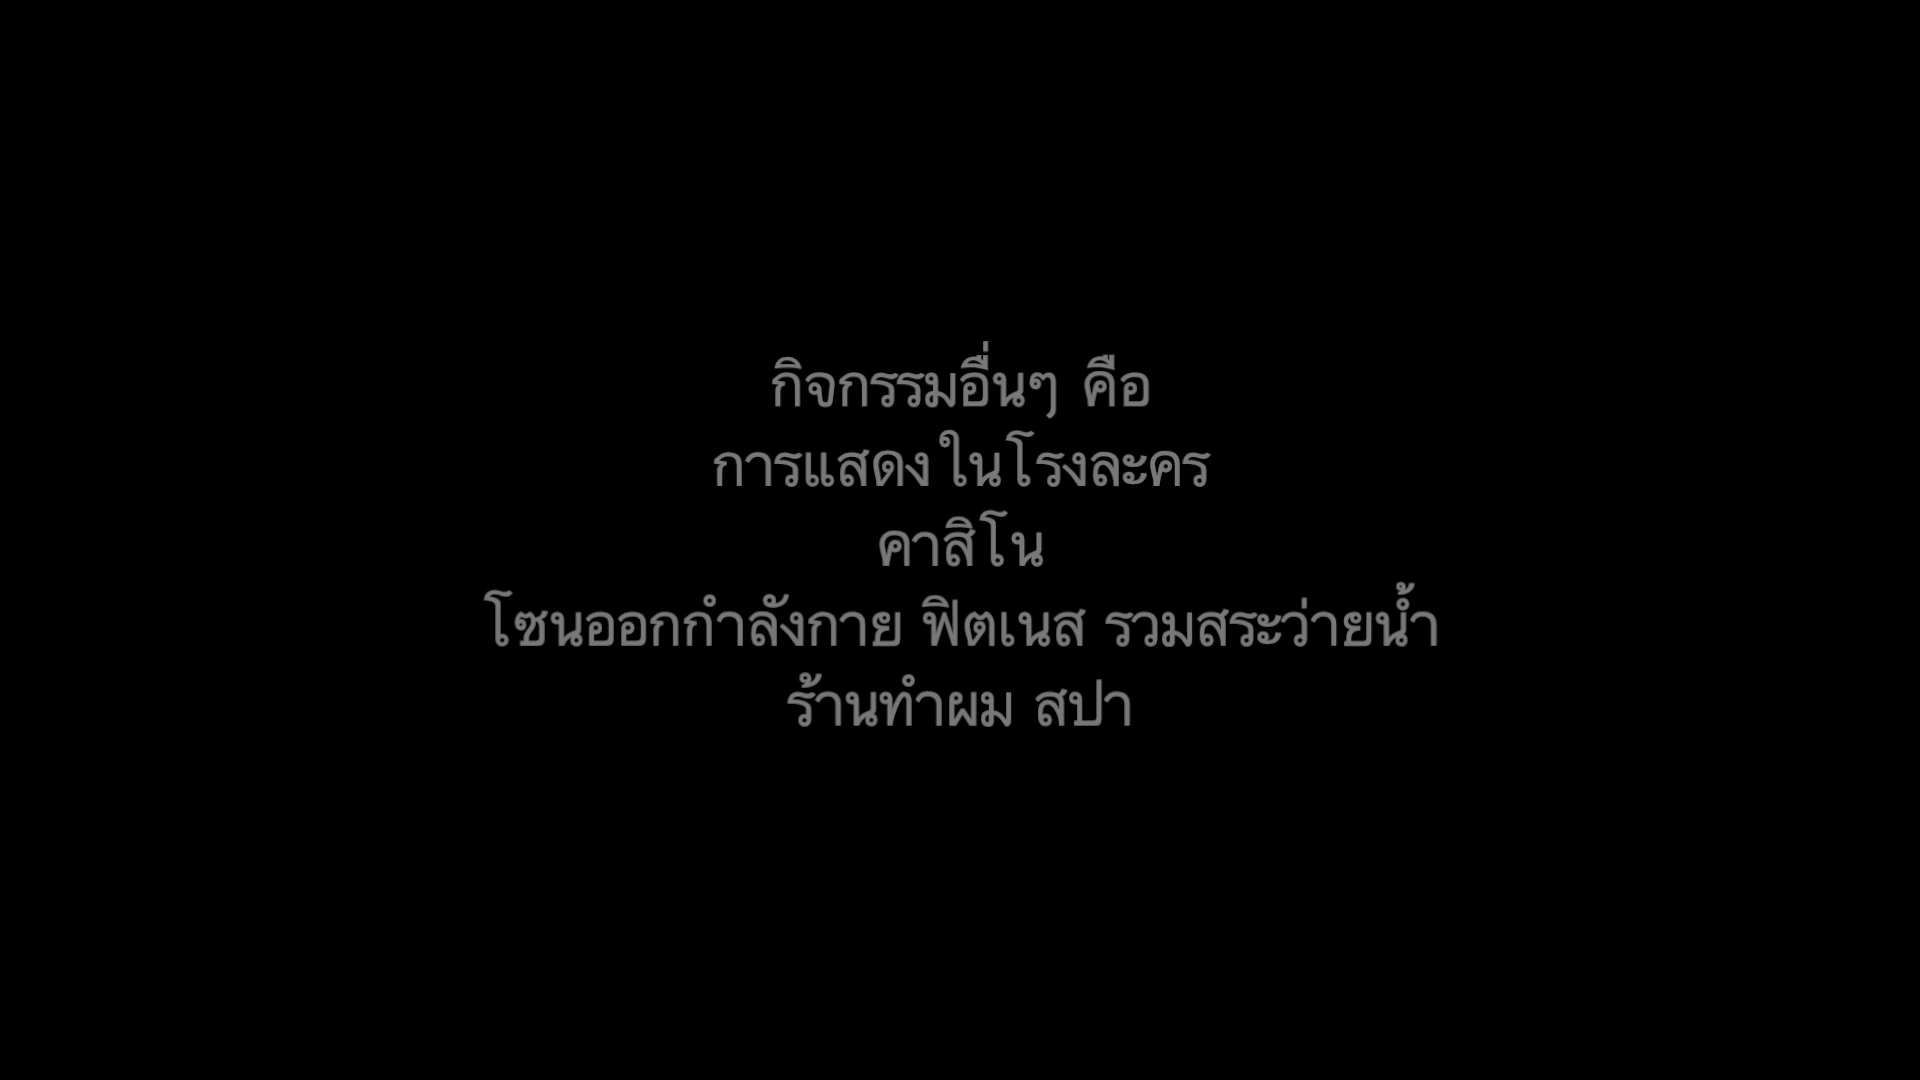 กิจกรรมอื่นๆ คือ
การแสดงในโรงละคร
คาสิโน
โซนออกกำลังกาย ฟิตเนส รวมสระว่ายน้ำ
ร้านทำผม สปา